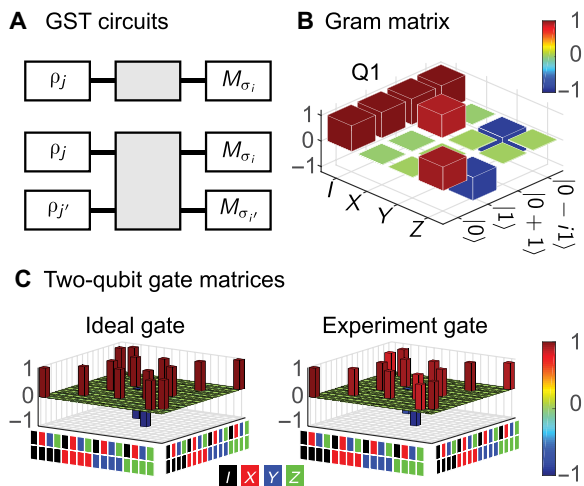 A GST circuits
ρj Mσi
ρj Mσi
ρj′ Mσi′
B Gram matrix
Q1
1
0
−1
I X Y Z
|0⟩ |1⟩ |0 + 1⟩ |0 − i1⟩
1
0
−1
C Two-qubit gate matrices
Ideal gate
1
0
−1
Experiment gate
1
0
−1
1
0
−1
I X Y Z